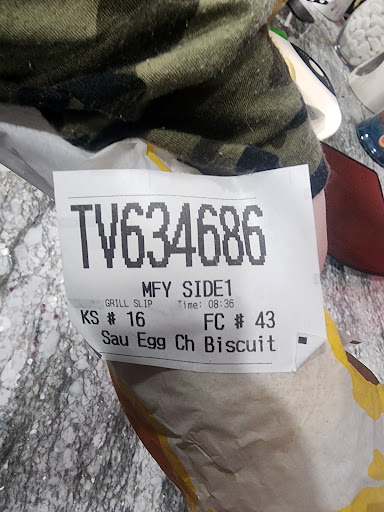 TV634686
MFY SIDE1
GRILL SLIP Time: 08:36
KS # 16 FC # 43
Sau Egg Ch Biscuit